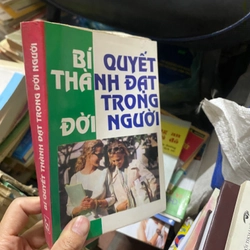 BÍ QUYẾT
THÀNH ĐẠT
TRONG
ĐỜI NGƯỜI
BÍ QUYẾT THÀNH ĐẠT TRONG ĐỜI NGƯỜI